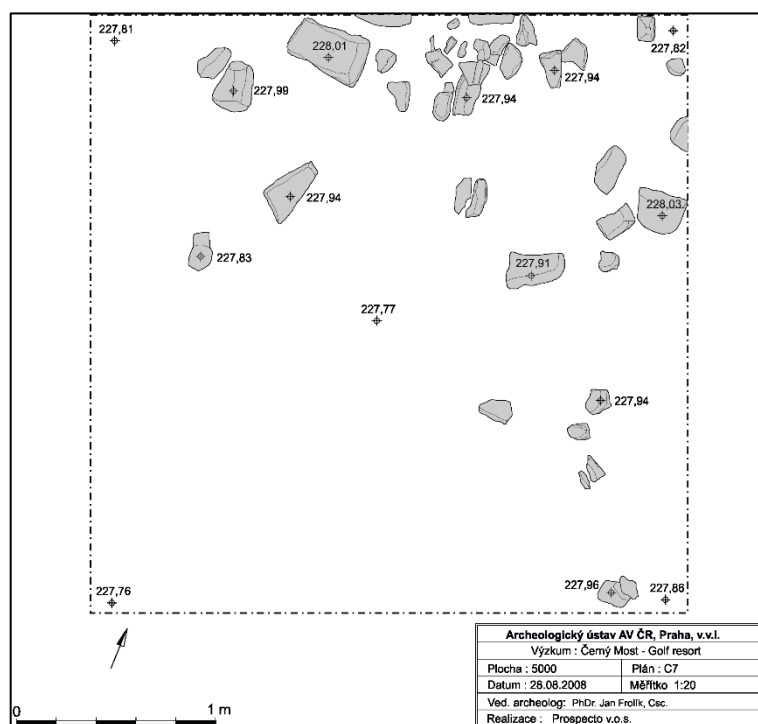 227,81
228,01
227,82
227,99
227,94
227,94
227,94
228,03
227,83
227,91
227,77
227,94
227,76
227,96
227,86
0
1 m
Archeologický ústav AV ČR, Praha, v.v.I.
Výzkum : Černý Most - Golf resort
Plocha : 5000 Plán : C7
Datum : 28.08.2008 Měřítko 1:20
Ved. archeolog: PhDr. Jan Frolík, Csc.
Realizace : Prospecto v.o.s.